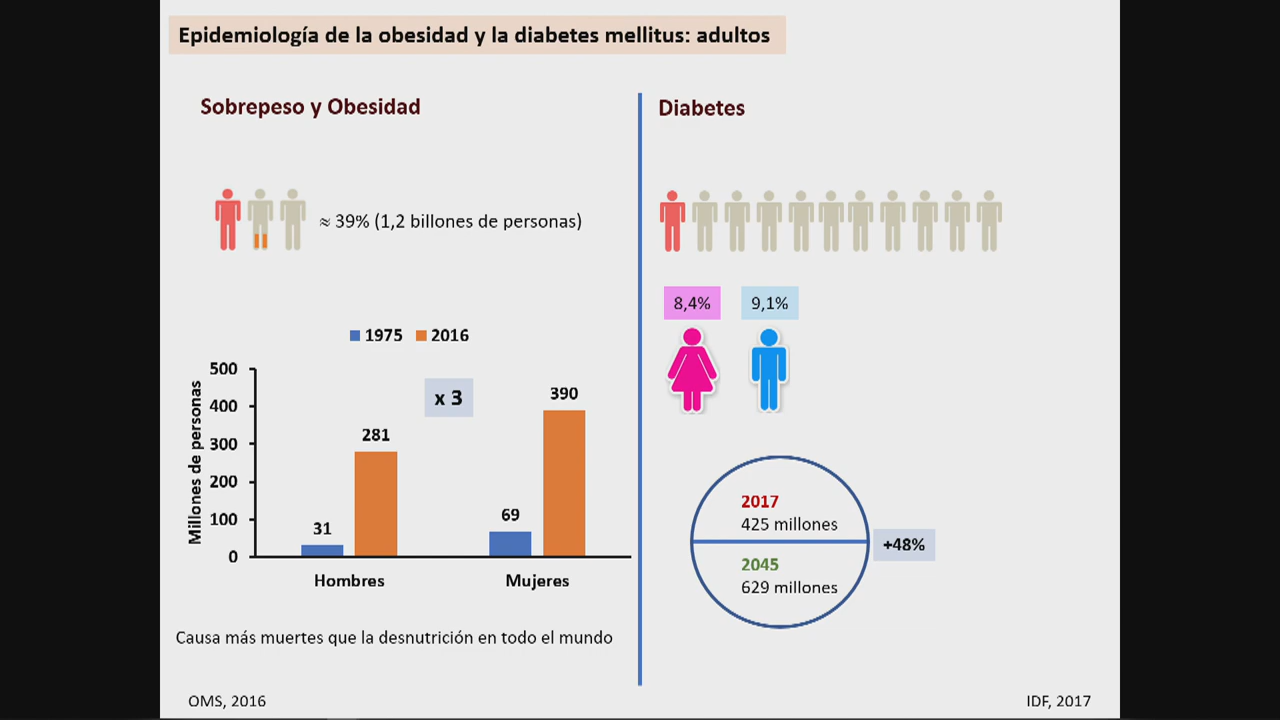 Epidemiología de la obesidad y la diabetes mellitus: adultos
Sobrepeso y Obesidad
≈ 39% (1,2 billones de personas)
1975 2016
x 3
Millones de personas
500
400
300
200
100
0
31
281
69
390
Hombres
Mujeres
Causa más muertes que la desnutrición en todo el mundo
OMS, 2016
Diabetes
8,4%
9,1%
2017
425 millones
2045
629 millones
+48%
IDF, 2017